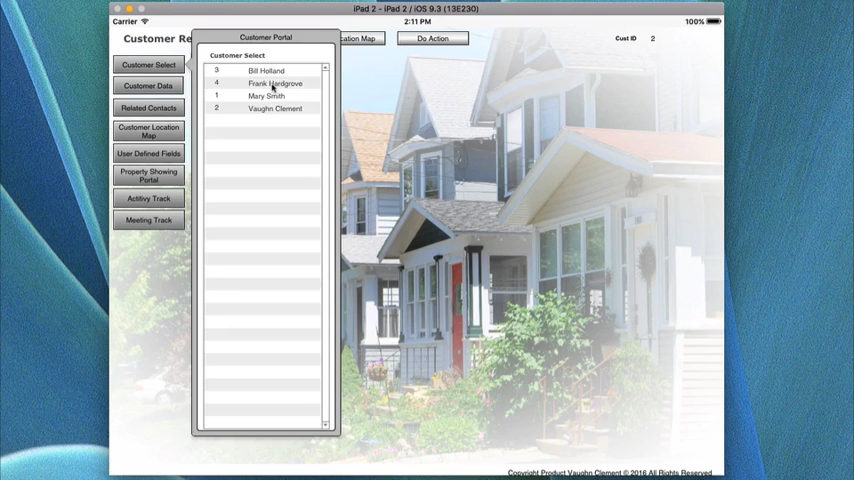 iPad 2 - iPad 2 / iOS 9.3 (13E230)
Carrier 2:11 PM 100%
Customer Re
cation Map
Do Action
Cust ID 2
Customer Portal
Customer Select
3 Bill Holland
4 Frank Hardgrove
1 Mary Smith
2 Vaughn Clement
Customer Select
Customer Data
Related Contacts
Customer Location
Map
User Defined Fields
Property Showing
Portal
Actitivy Track
Meeting Track
Copyright Product Vaughn Clement © 2016 All Rights Reserved